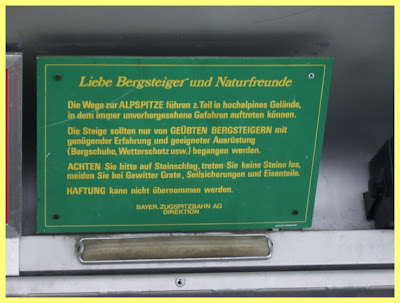 Liebe Bergsteiger und Naturfreunde
Die Wege zur ALPSPITZE führen z.Teil in hochalpines Gelände,
in dem immer unvorhergesehene Gefahren auftreten können.
Die Steige sollten nur von GEÜBTEN BERGSTEIGERN mit
genügender Erfahrung und geeigneter Ausrüstung
(Bergschuhe, Wetterschutz usw.) begangen werden.
ACHTEN Sie bitte auf Steinschlag, treten Sie keine Steine los,
meiden Sie bei Gewitter Grate, Seilsicherungen und Eisenteile.
HAFTUNG kann nicht übernommen werden.
BAYER. ZUGSPITZBAHN AG
DIREKTION